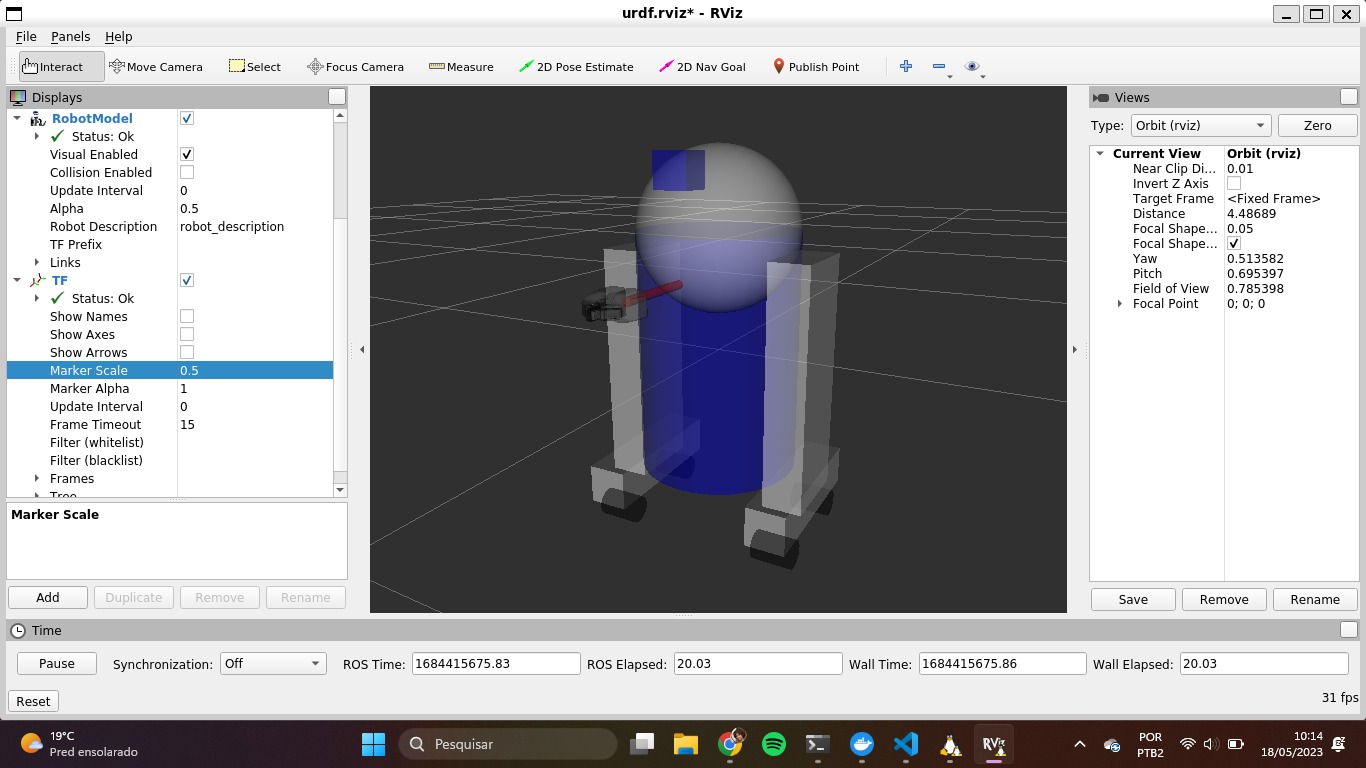 urdf.rviz* - RViz
File Panels Help
Interact Move Camera Select Focus Camera Measure 2D Pose Estimate 2D Nav Goal Publish Point
Displays
RobotModel
Status: Ok
Visual Enabled
Collision Enabled
Update Interval 0
Alpha 0.5
Robot Description robot_description
TF Prefix
Links
TF
Status: Ok
Show Names
Show Axes
Show Arrows
Marker Scale 0.5
Marker Alpha 1
Update Interval 0
Frame Timeout 15
Filter (whitelist)
Filter (blacklist)
Frames
Tree
Marker Scale
Add Duplicate Remove Rename
Views
Type: Orbit (rviz) Zero
Current View Orbit (rviz)
Near Clip Di... 0.01
Invert Z Axis
Target Frame <Fixed Frame>
Distance 4.48689
Focal Shape... 0.05
Focal Shape...
Yaw 0.513582
Pitch 0.695397
Field of View 0.785398
Focal Point 0; 0; 0
Save Remove Rename
Time
Pause Synchronization: Off ROS Time: 1684415675.83 ROS Elapsed: 20.03 Wall Time: 1684415675.86 Wall Elapsed: 20.03
Reset 31 fps
19°C
Pred ensolarado
Pesquisar
RViz
POR
PTB2
10:14
18/05/2023